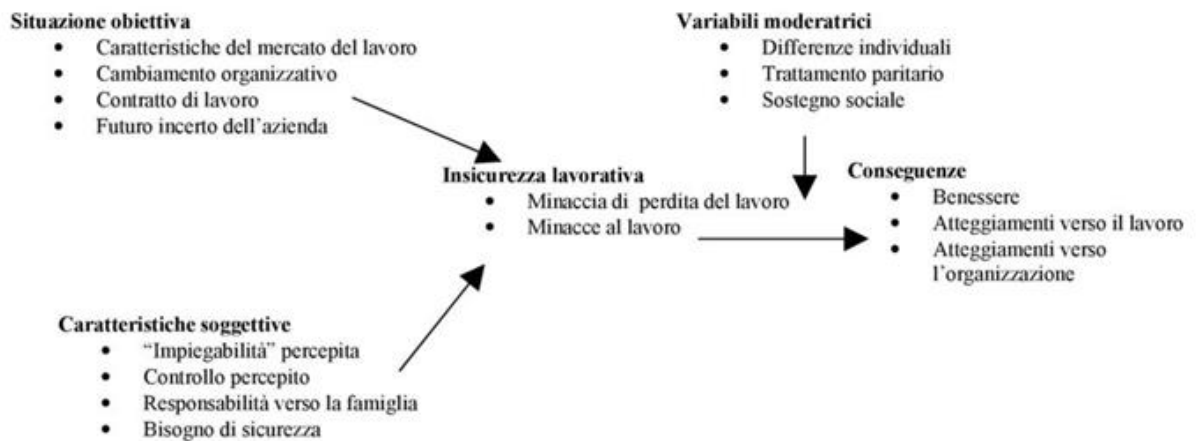 Situazione obiettiva
• Caratteristiche del mercato del lavoro
• Cambiamento organizzativo
• Contratto di lavoro
• Futuro incerto dell'azienda
Variabili moderatrici
• Differenze individuali
• Trattamento paritario
• Sostegno sociale
Insicurezza lavorativa
• Minaccia di perdita del lavoro
• Minacce al lavoro
Conseguenze
• Benessere
• Atteggiamenti verso il lavoro
• Atteggiamenti verso
l'organizzazione
Caratteristiche soggettive
• “Impiegabilità” percepita
• Controllo percepito
• Responsabilità verso la famiglia
• Bisogno di sicurezza